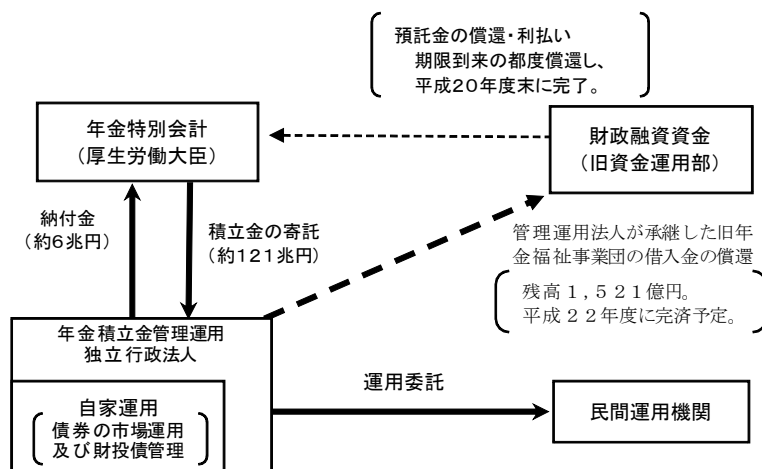 預託金の償還・利払い
期限到来の都度償還し、
平成20年度末に完了。
年金特別会計
（厚生労働大臣）
財政融資資金
（旧資金運用部）
納付金
（約6兆円）
積立金の寄託
（約121兆円）
管理運用法人が承継した旧年
金福祉事業団の借入金の償還
残高１,５２１億円。
平成２２年度に完済予定。
年金積立金管理運用
独立行政法人
自家運用
債券の市場運用
及び財投債管理
運用委託
民間運用機関